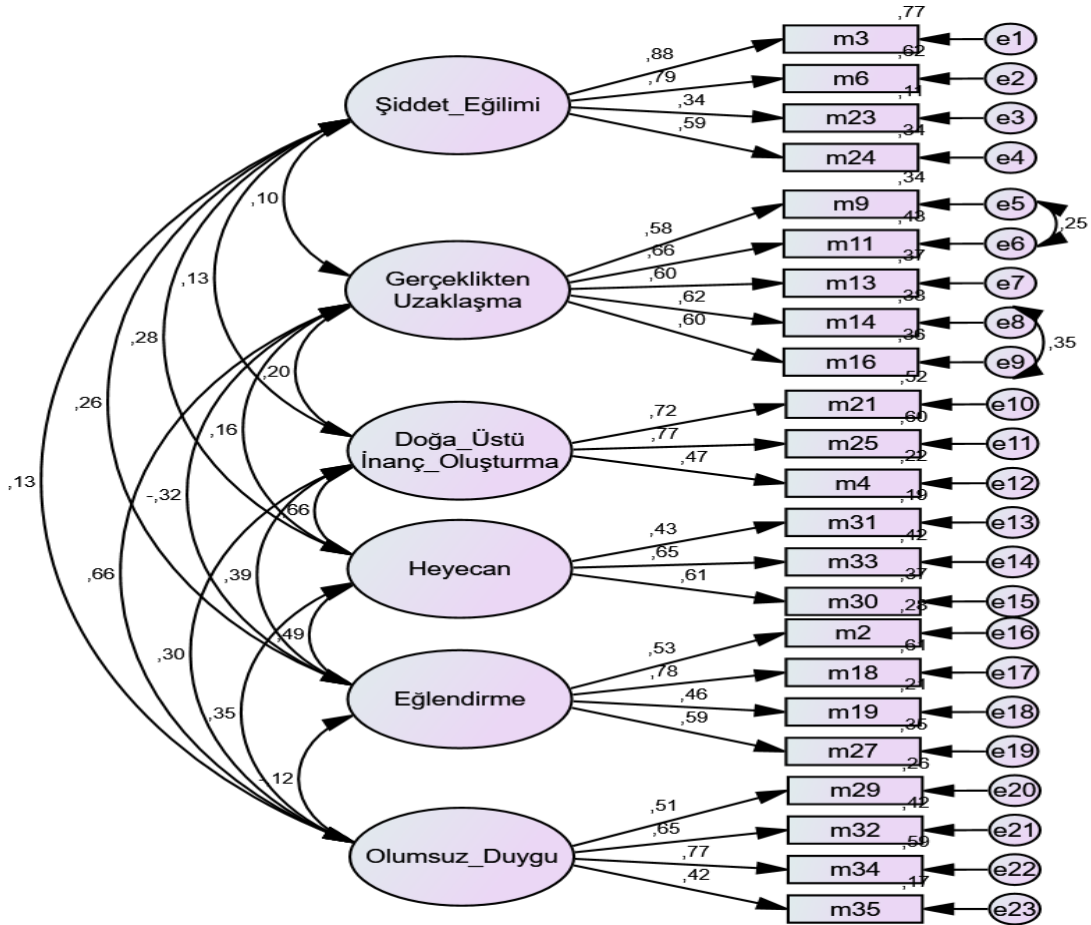 ,77
,88
m3
e1
,62
,79
m6
e2
,11
Şiddet_Eğilimi
,34
m23
e3
,34
,59
m24
e4
,34
,10
,58
m9
e5
,25
,43
,66
m11
e6
,37
Gerçeklikten
Uzaklaşma
,60
m13
e7
,38
,13
,62
m14
e8
,35
,36
,28
,60
m16
e9
,52
,20
,72
m21
e10
,60
,26
,16
Doğa_Üstü
İnanç_Oluşturma
,77
m25
e11
,22
,47
m4
e12
,19
,13
-,32
,66
,43
m31
e13
,42
,65
m33
e14
,37
,66
,39
Heyecan
,61
m30
e15
,28
,49
,53
m2
e16
,61
,30
,78
m18
e17
,21
Eğlendirme
,46
m19
e18
,35
,35
,59
m27
e19
,26
-,12
,51
m29
e20
,42
,65
m32
e21
,59
Olumsuz_Duygu
,77
m34
e22
,17
,42
m35
e23